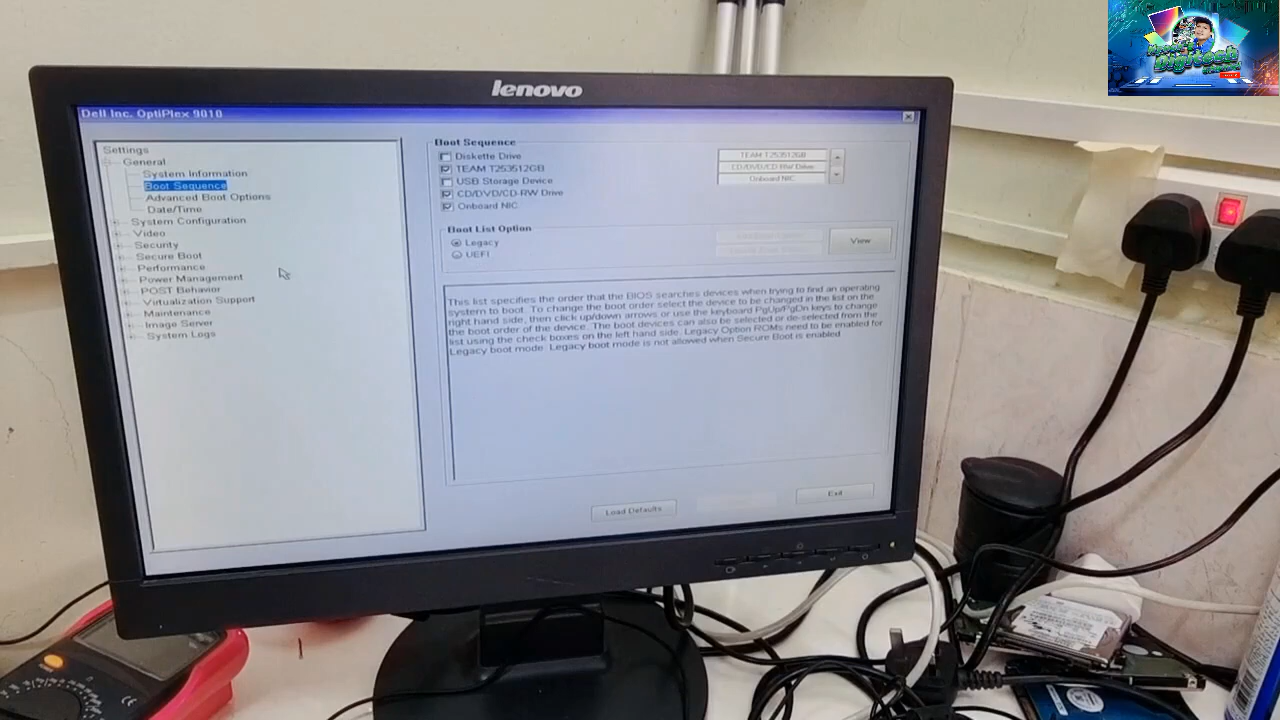 lenovo
Dell Inc. OptiPlex 9010
Settings
General
System Information
Boot Sequence
Advanced Boot Options
Date/Time
System Configuration
Video
Security
Secure Boot
Performance
Power Management
POST Behavior
Virtualization Support
Maintenance
Image Server
System Logs
Boot Sequence
Diskette Drive
TEAM T253512GB
USB Storage Device
CD/DVD/CD-RW Drive
Onboard NIC
TEAM T253512GB
CD/DVD/CD-RW Drive
Onboard NIC
Boot List Option
Legacy
UEFI
View
This list specifies the order that the BIOS searches devices when trying to find an operating
system to boot. To change the boot order select the device to be changed in the list on the
right hand side, then click up/down arrows or use the keyboard PgUp/PgDn keys to change
the boot order of the device. The boot devices can also be selected or de-selected from the
list using the check boxes on the left hand side. Legacy Option ROMs need to be enabled for
Legacy boot mode. Legacy boot mode is not allowed when Secure Boot is enabled
Load Defaults
Exit
Digitech